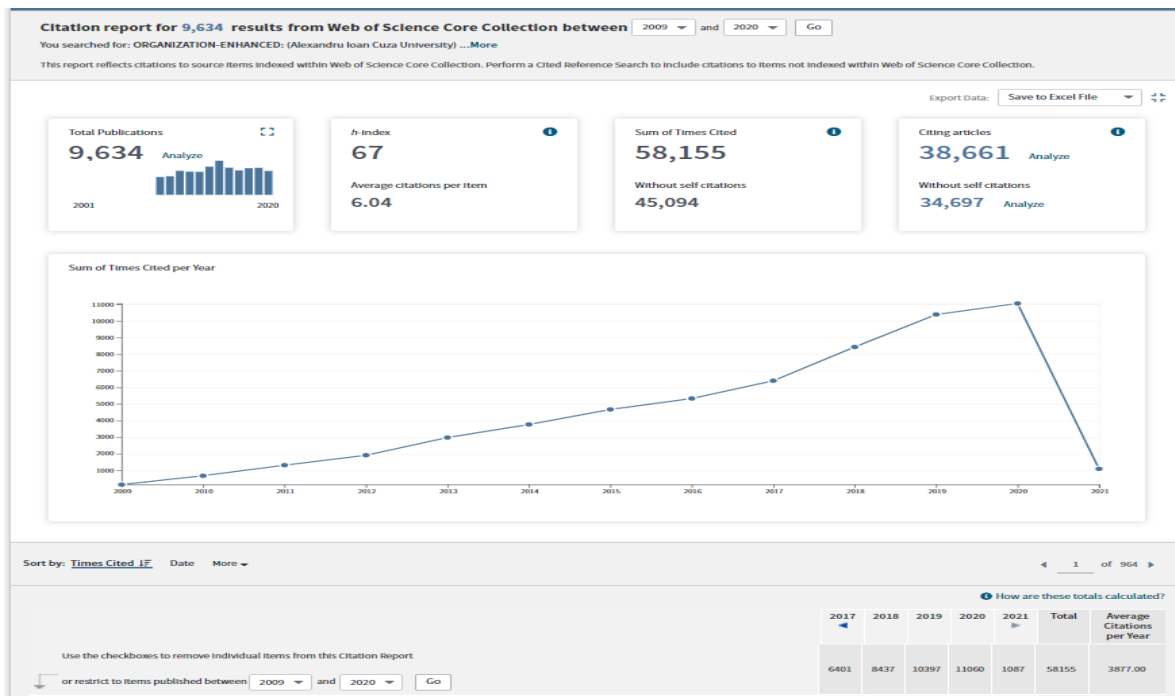 Citation report for 9,634 results from Web of Science Core Collection between 2009 and 2020 Go
You searched for: ORGANIZATION-ENHANCED: (Alexandru Ioan Cuza University) ...More
This report reflects citations to source items indexed within Web of Science Core Collection. Perform a Cited Reference Search to include citations to items not indexed within Web of Science Core Collection.
Export Data: Save to Excel File
Total Publications
9,634 Analyze
2001 2020
h-index
67
Average citations per item
6.04
Sum of Times Cited
58,155
Without self citations
45,094
Citing articles
38,661 Analyze
Without self citations
34,697 Analyze
Sum of Times Cited per Year
11000
10000
9000
8000
7000
6000
5000
4000
3000
2000
1000
2009 2010 2011 2012 2013 2014 2015 2016 2017 2018 2019 2020 2021
Sort by: Times Cited Date More
1 of 964
How are these totals calculated?
2017 2018 2019 2020 2021 Total Average Citations per Year
Use the checkboxes to remove individual items from this Citation Report
or restrict to items published between 2009 and 2020 Go
6401 8437 10397 11060 1087 58155 3877.00